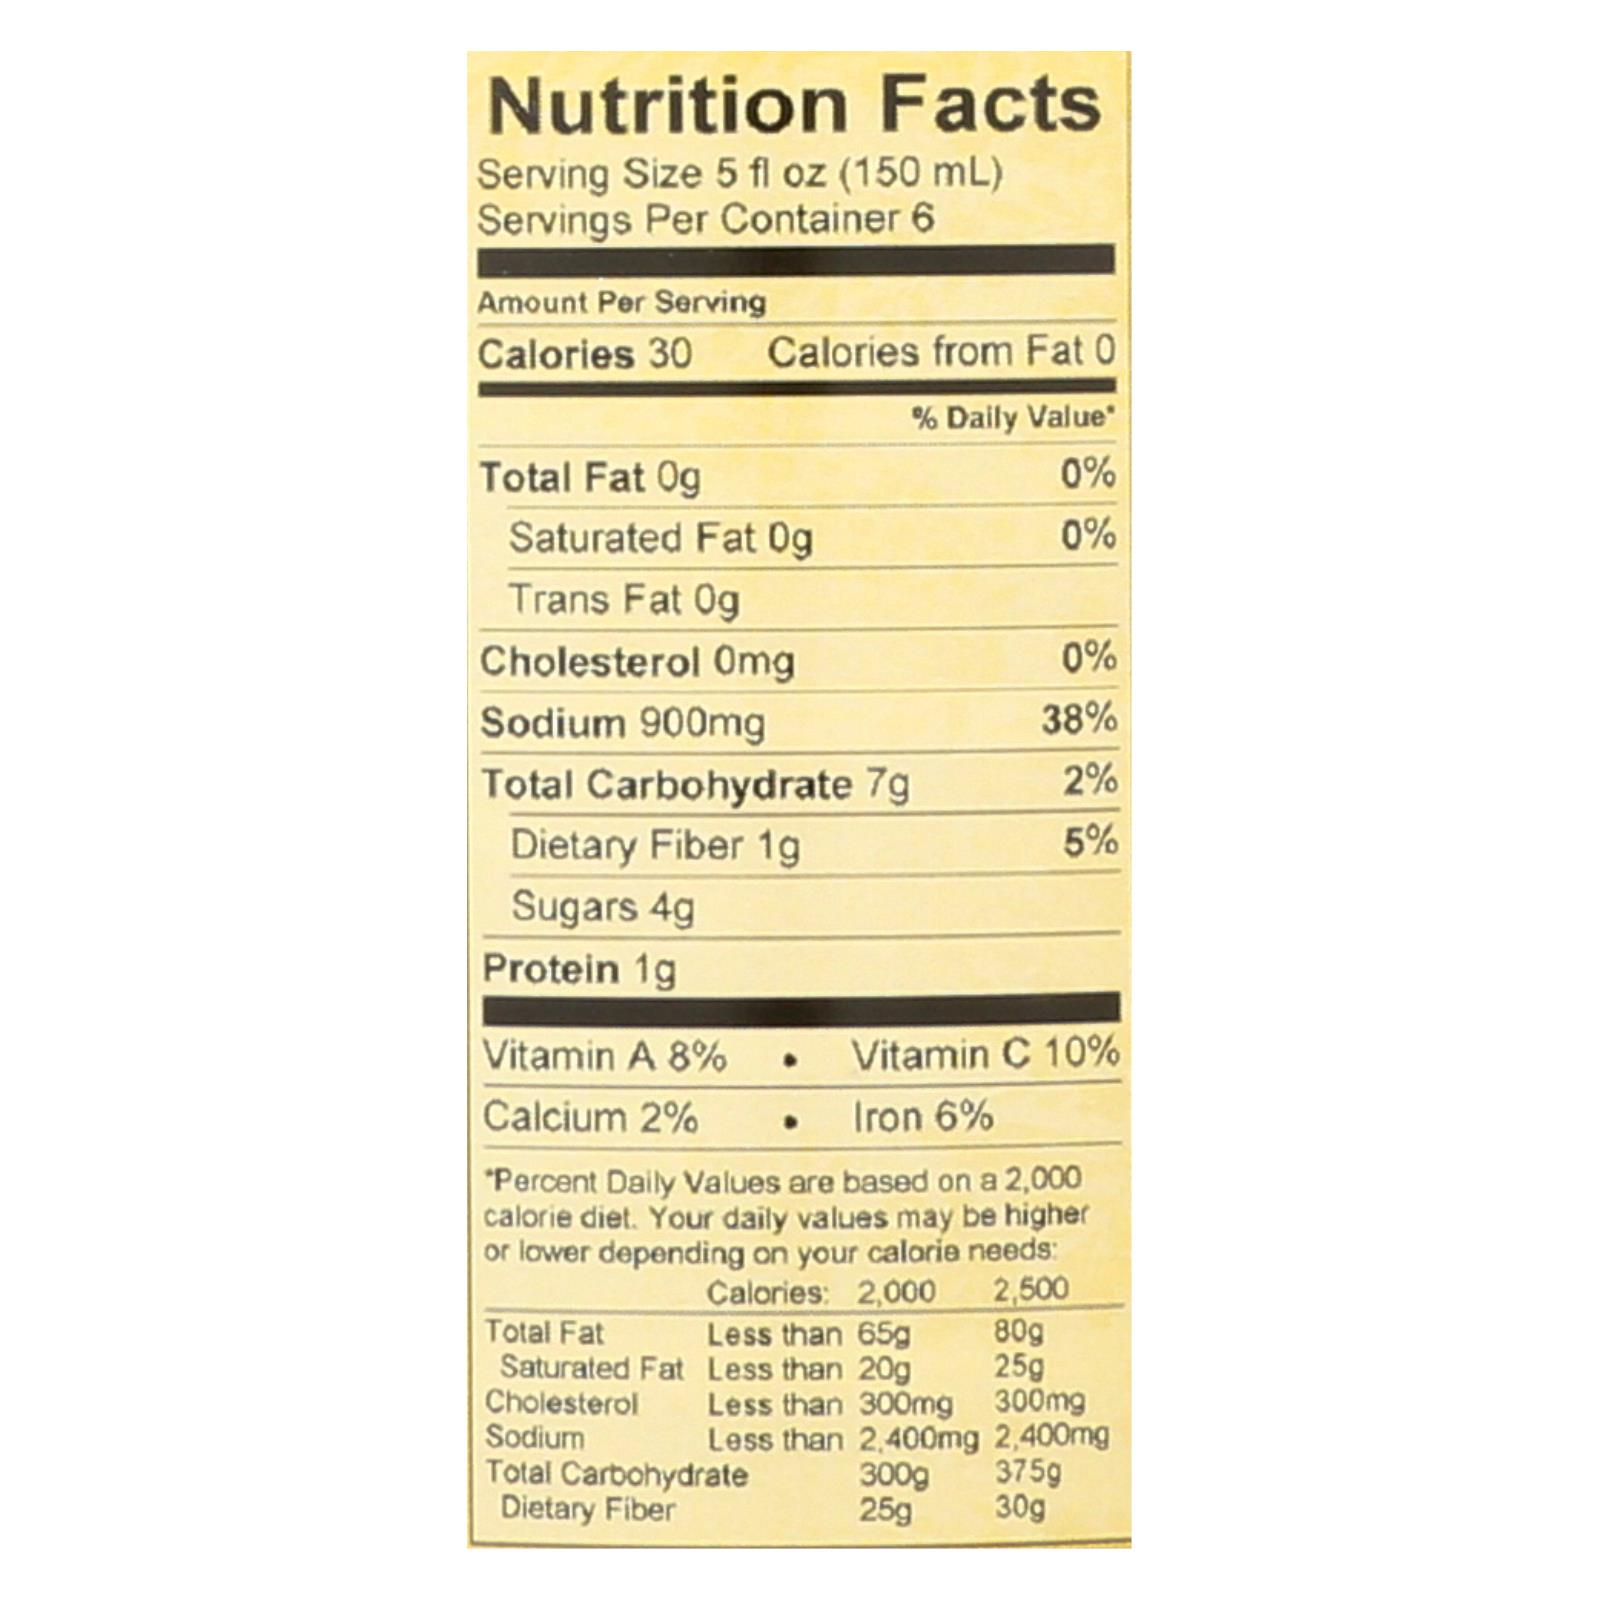 Nutrition Facts
Serving Size 5 fl oz (150 mL)
Servings Per Container 6
Amount Per Serving
Calories 30 Calories from Fat 0
% Daily Value*
Total Fat 0g 0%
Saturated Fat 0g 0%
Trans Fat 0g
Cholesterol 0mg 0%
Sodium 900mg 38%
Total Carbohydrate 7g 2%
Dietary Fiber 1g 5%
Sugars 4g
Protein 1g
Vitamin A 8% • Vitamin C 10%
Calcium 2% • Iron 6%
*Percent Daily Values are based on a 2,000
calorie diet. Your daily values may be higher
or lower depending on your calorie needs:
Calories: 2,000 2,500
Total Fat Less than 65g 80g
Saturated Fat Less than 20g 25g
Cholesterol Less than 300mg 300mg
Sodium Less than 2,400mg 2,400mg
Total Carbohydrate 300g 375g
Dietary Fiber 25g 30g